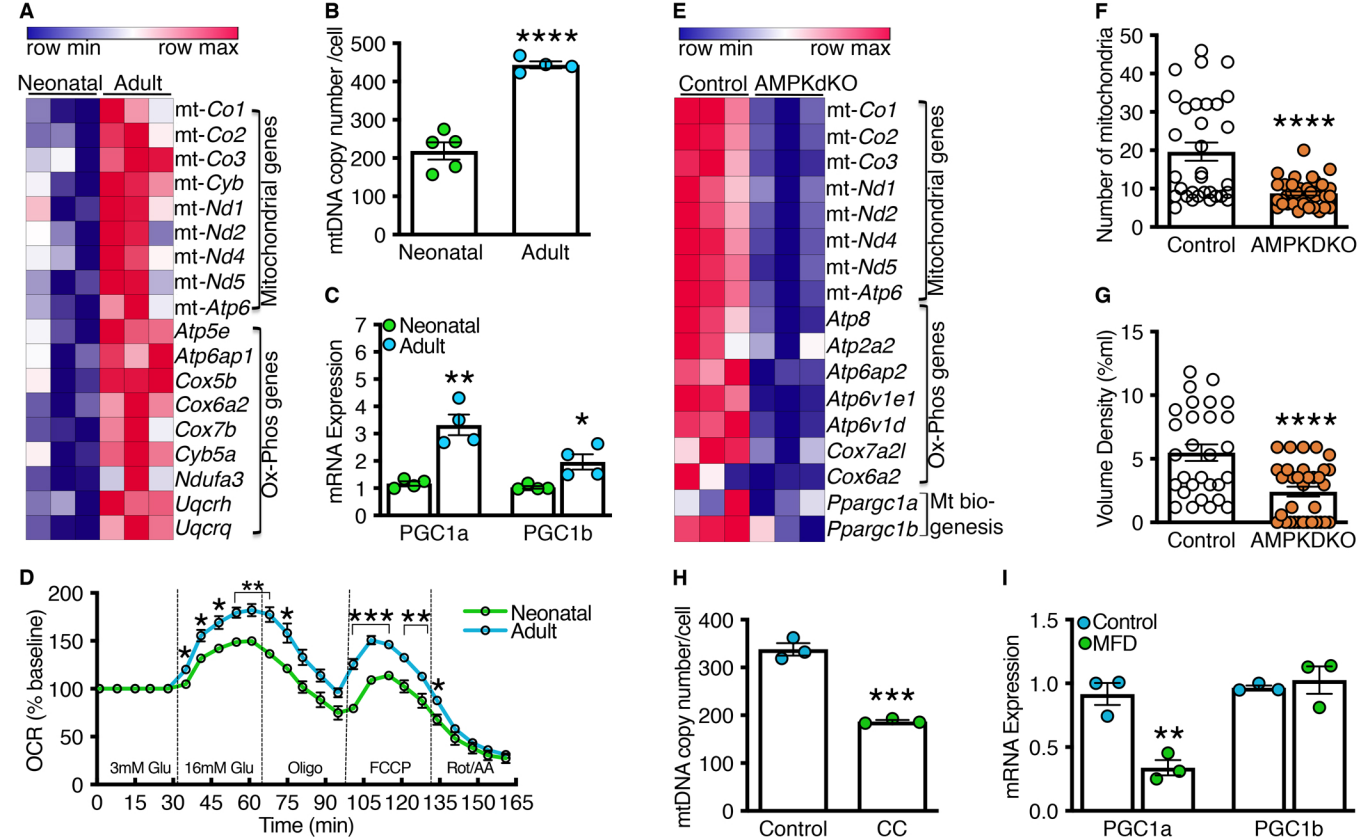 A
row min
row max
Neonatal
Adult
mt-Co1
mt-Co2
mt-Co3
mt-Cyb
mt-Nd1
mt-Nd2
mt-Nd4
mt-Nd5
mt-Atp6
Atp5e
Atp6ap1
Cox5b
Cox6a2
Cox7b
Cyb5a
Ndufa3
Uqcrh
Uqcrq
Mitochondrial genes
Ox-Phos genes
B
mtDNA copy number /cell
500
400
300
200
100
0
****
Neonatal
Adult
C
mRNA Expression
7
6
5
4
3
2
1
0
Neonatal
Adult
**
*
PGC1a
PGC1b
D
OCR (% baseline)
200
150
100
50
0
*
*
*
**
*
***
**
*
Neonatal
Adult
3mM Glu
16mM Glu
Oligo
FCCP
Rot/AA
0 15 30 45 60 75 90 105 120 135 150 165
Time (min)
E
row min
row max
Control
AMPKdKO
mt-Co1
mt-Co2
mt-Co3
mt-Nd1
mt-Nd2
mt-Nd4
mt-Nd5
mt-Atp6
Atp8
Atp2a2
Atp6ap2
Atp6v1e1
Atp6v1d
Cox7a2l
Cox6a2
Ppargc1a
Ppargc1b
Mitochondrial genes
Ox-Phos genes
Mt bio-
genesis
F
Number of mitochondria
50
40
30
20
10
0
****
Control
AMPKDKO
G
Volume Density (%ml)
15
10
5
0
****
Control
AMPKDKO
H
mtDNA copy number/cell
400
300
200
100
0
***
Control
CC
I
mRNA Expression
1.5
1.0
0.5
0.0
Control
MFD
**
PGC1a
PGC1b